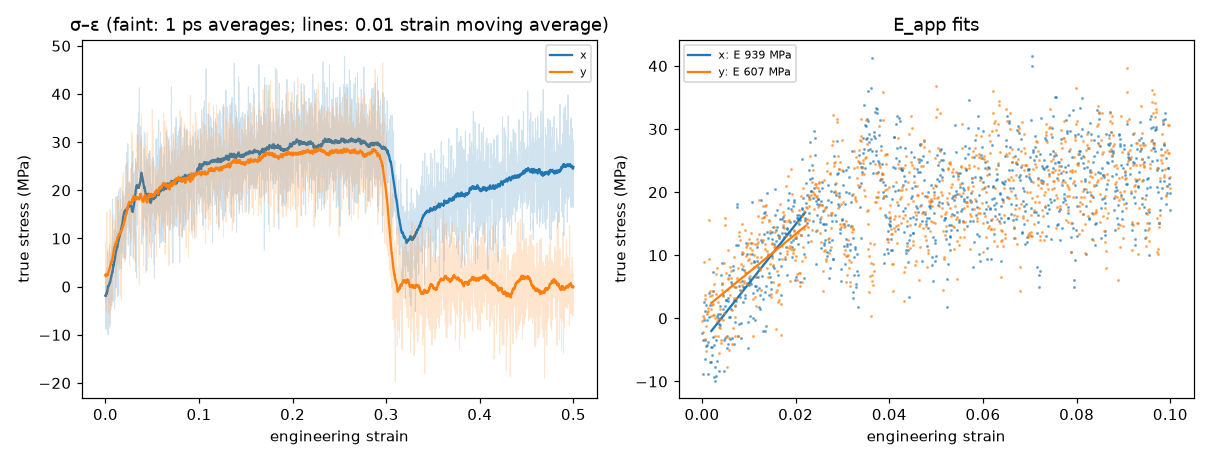 σ–ε (faint: 1 ps averages; lines: 0.01 strain moving average)
x
y
50
40
30
20
10
0
−10
−20
true stress (MPa)
0.0
0.1
0.2
0.3
0.4
0.5
engineering strain
E_app fits
x: E 939 MPa
y: E 607 MPa
40
30
20
10
0
−10
true stress (MPa)
0.00
0.02
0.04
0.06
0.08
0.10
engineering strain